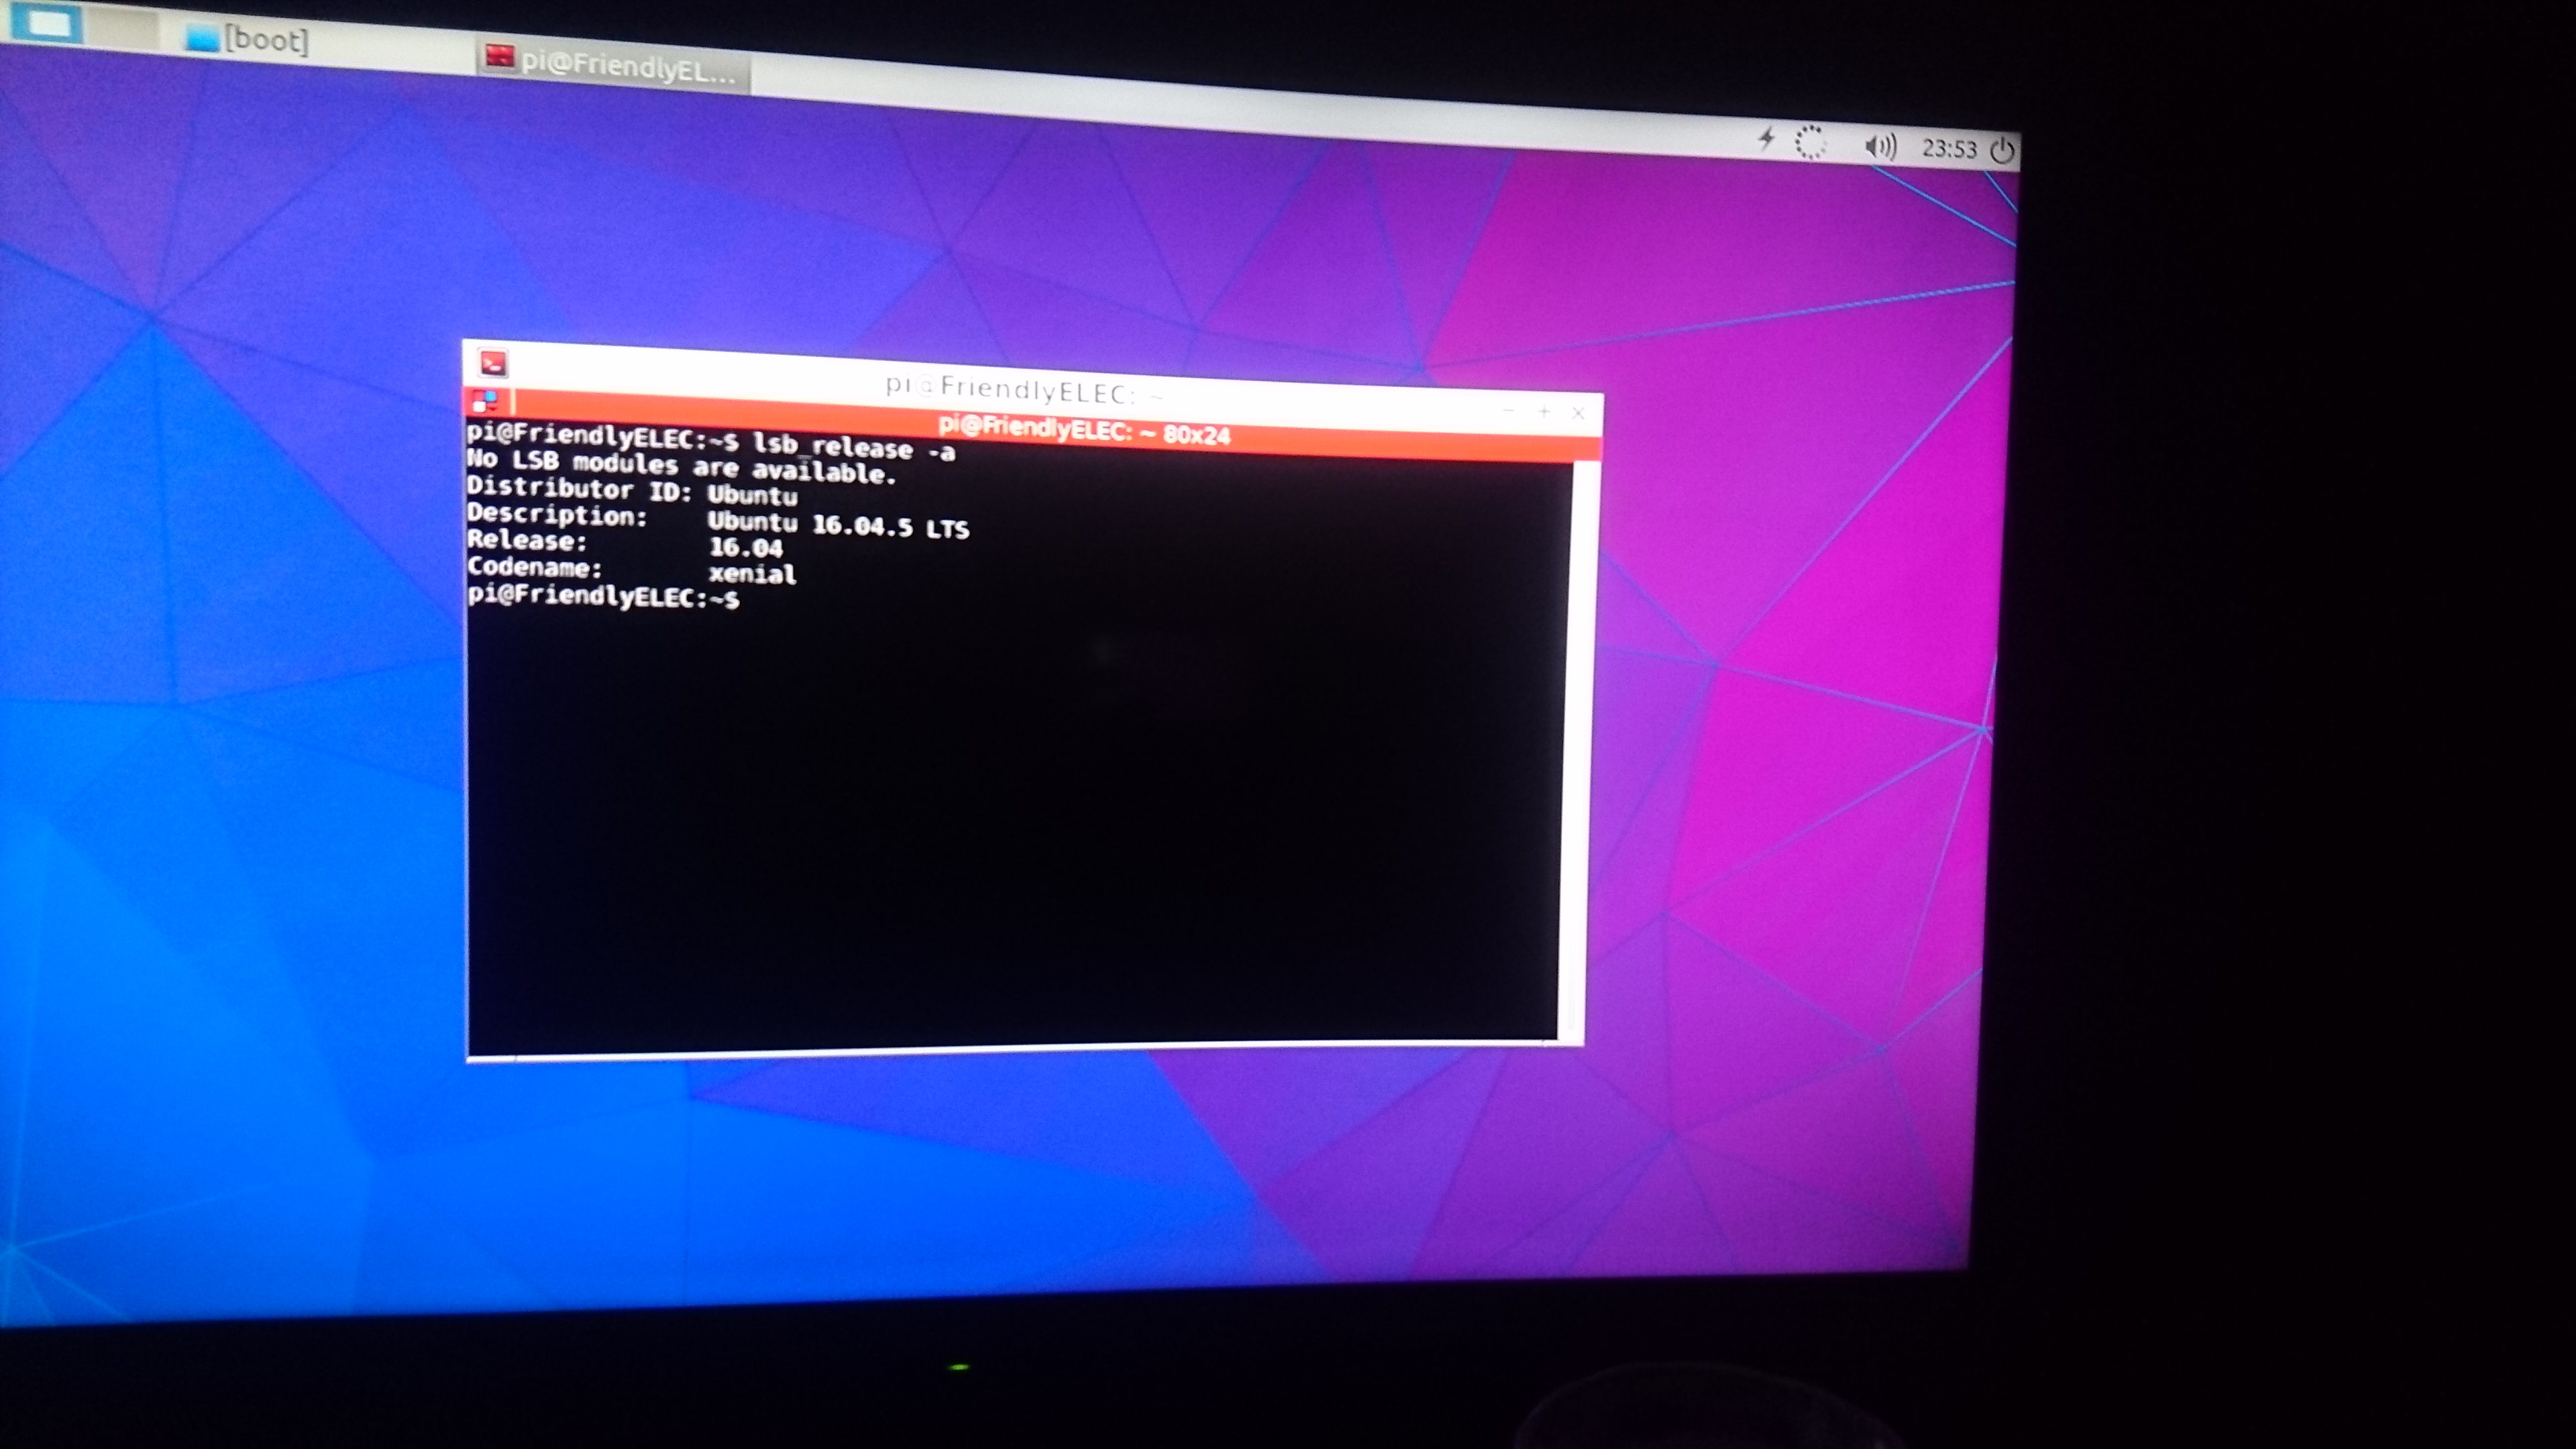 [boot]
pi@FriendlyEL...
23:53
pi@FriendlyELEC: ~
pi@FriendlyELEC: ~ 80x24
pi@FriendlyELEC:~$ lsb_release -a
No LSB modules are available.
Distributor ID: Ubuntu
Description:    Ubuntu 16.04.5 LTS
Release:        16.04
Codename:       xenial
pi@FriendlyELEC:~$